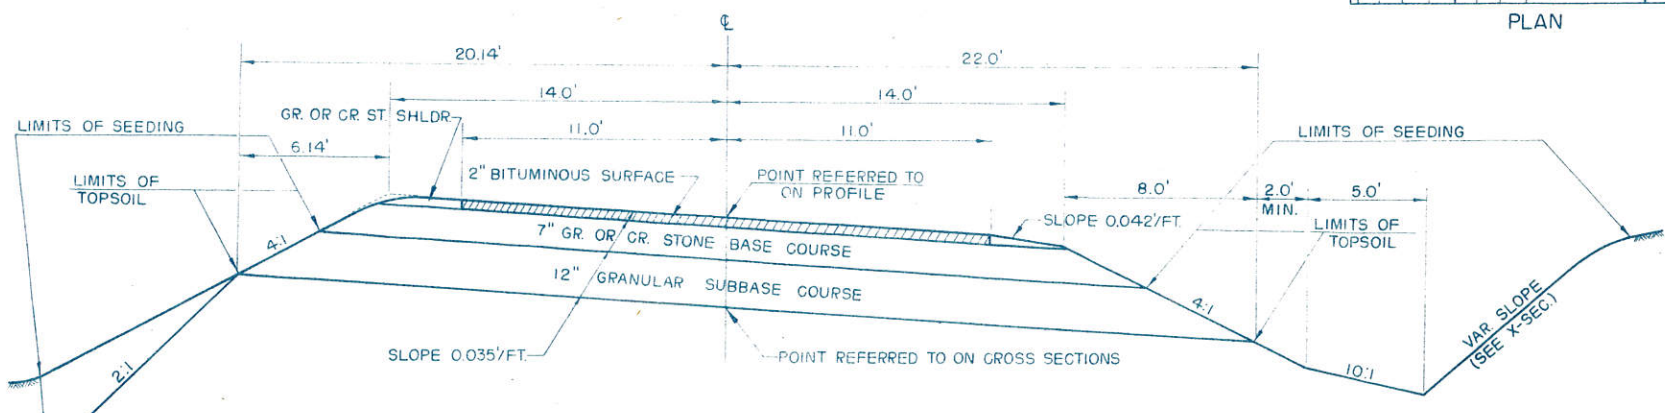 PLAN
℄
20.14'
22.0'
14.0'
14.0'
GR. OR CR. ST. SHLDR.
11.0'
11.0'
LIMITS OF SEEDING
LIMITS OF SEEDING
6.14'
2" BITUMINOUS SURFACE
POINT REFERRED TO
ON PROFILE
LIMITS OF
TOPSOIL
8.0'
2.0'
MIN.
5.0'
SLOPE 0.042'/FT.
LIMITS OF
TOPSOIL
4:1
7" GR. OR CR. STONE BASE COURSE
12" GRANULAR SUBBASE COURSE
4:1
VAR. SLOPE
(SEE X-SEC.)
SLOPE 0.035'/FT.
POINT REFERRED TO ON CROSS SECTIONS
2:1
10:1